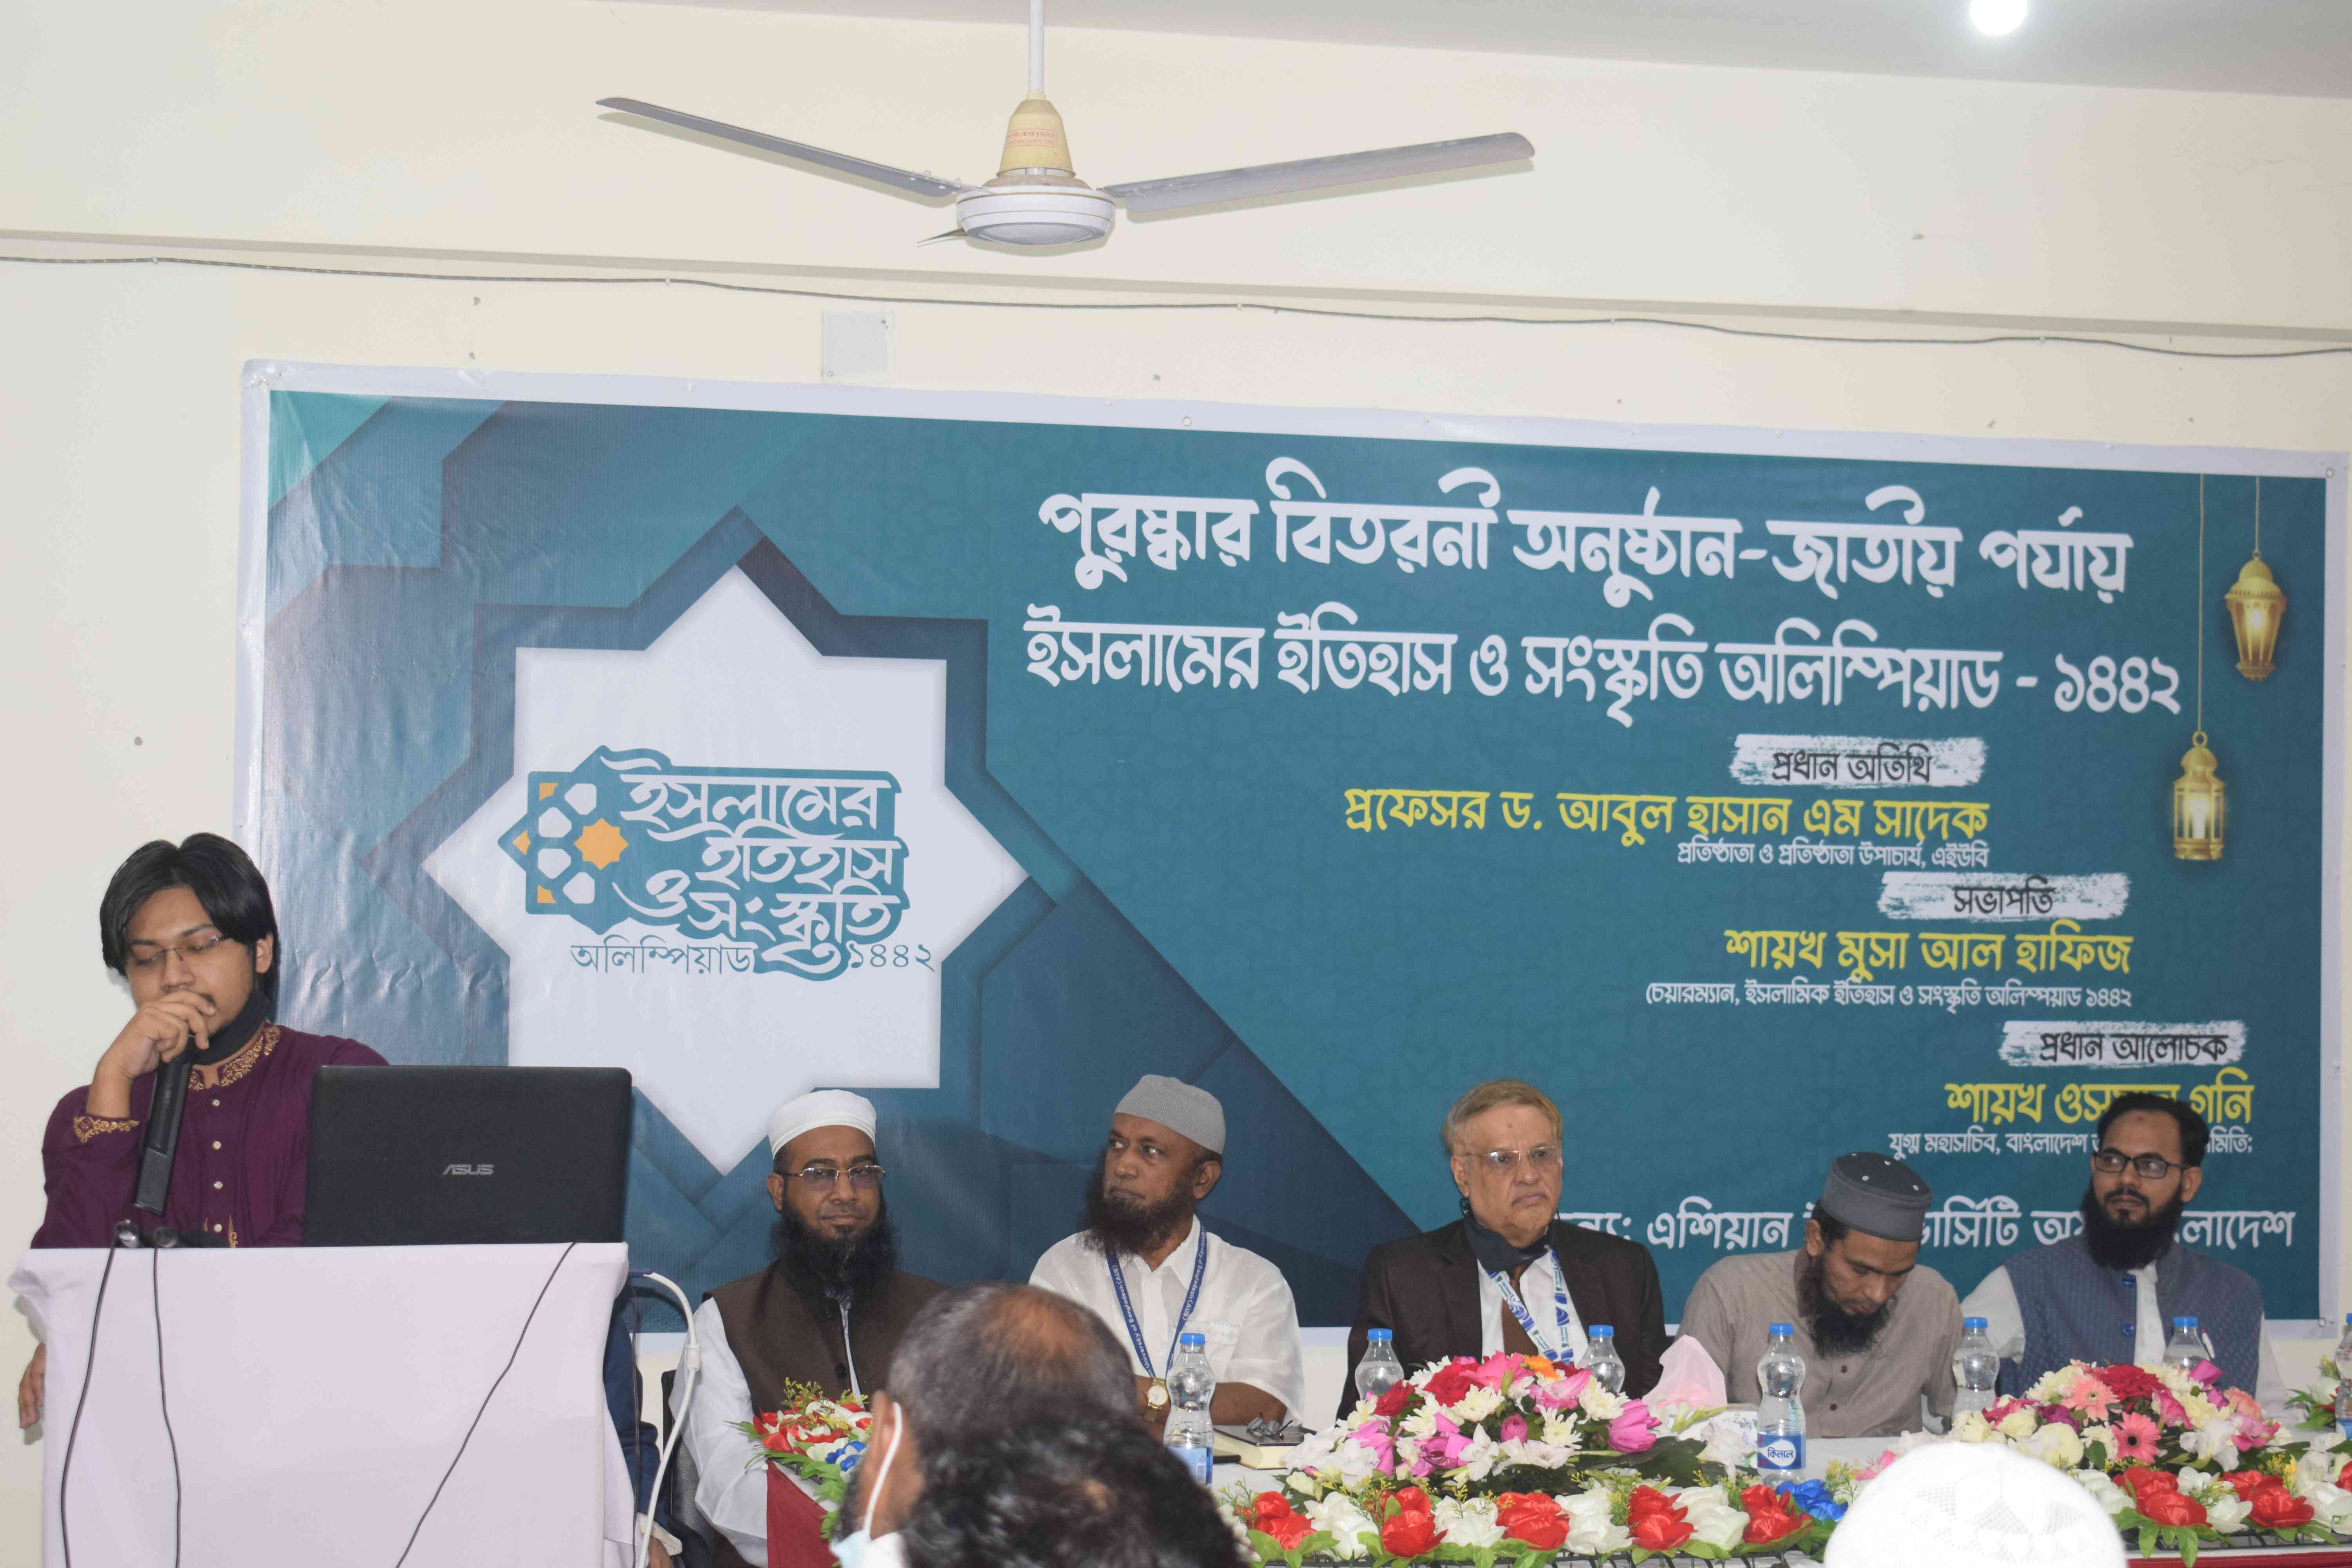 পুরষ্কার বিতরনী অনুষ্ঠান-জাতীয় পর্যায়
ইসলামের ইতিহাস ও সংস্কৃতি অলিম্পিয়াড - ১৪৪২
প্রধান অতিথি
প্রফেসর ড. আবুল হাসান এম সাদেক
প্রতিষ্ঠাতা ও প্রতিষ্ঠাতা উপাচার্য, এইউবি
সভাপতি
শায়খ মুসা আল হাফিজ
চেয়ারম্যান, ইসলামিক ইতিহাস ও সংস্কৃতি অলিম্পয়াড ১৪৪২
প্রধান আলোচক
শায়খ গনি
যুগ্ম মহাসচিব, বাংলাদেশ
এশিয়ান অফ
ইসলামের
ইতিহাস
ও সংস্কৃতি
অলিম্পিয়াড ১৪৪২
ASUS
কিনলে